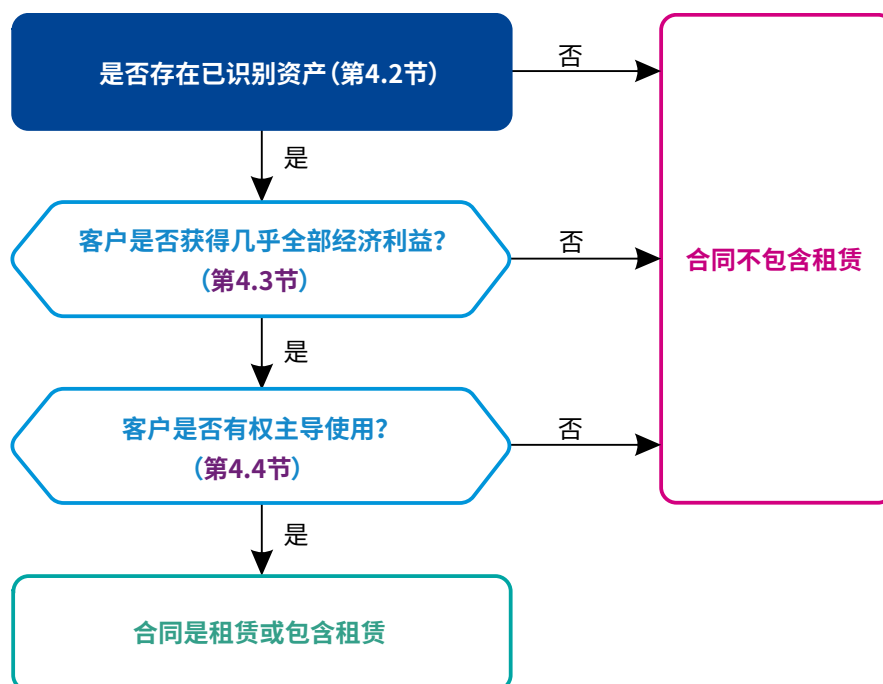 是否存在已识别资产（第4.2节）
否
是
客户是否获得几乎全部经济利益？
（第4.3节）
否
合同不包含租赁
是
客户是否有权主导使用？
（第4.4节）
否
是
合同是租赁或包含租赁